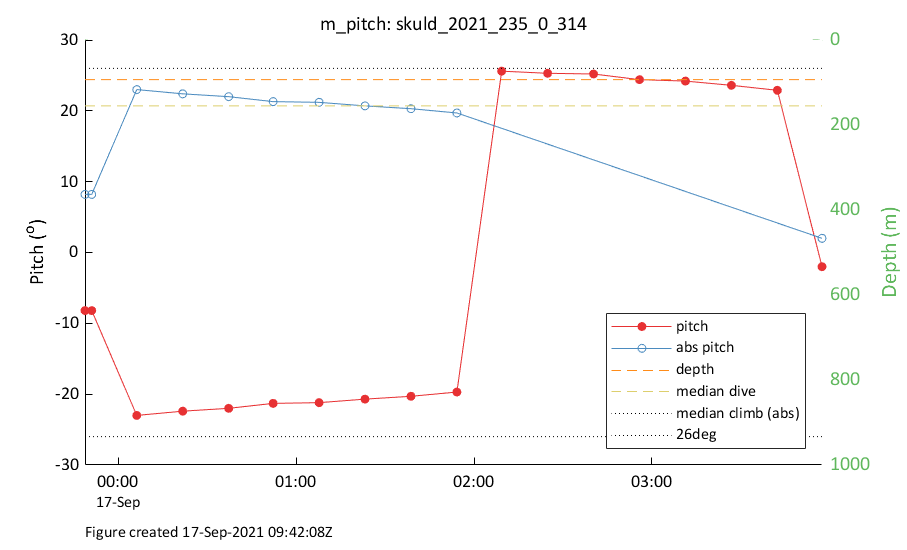 m_pitch: skuld_2021_235_0_314
30
20
10
0
-10
-20
-30
Pitch (°)
0
200
400
600
800
1000
Depth (m)
pitch
abs pitch
depth
median dive
median climb (abs)
26deg
00:00
01:00
02:00
03:00
17-Sep
Figure created 17-Sep-2021 09:42:08Z